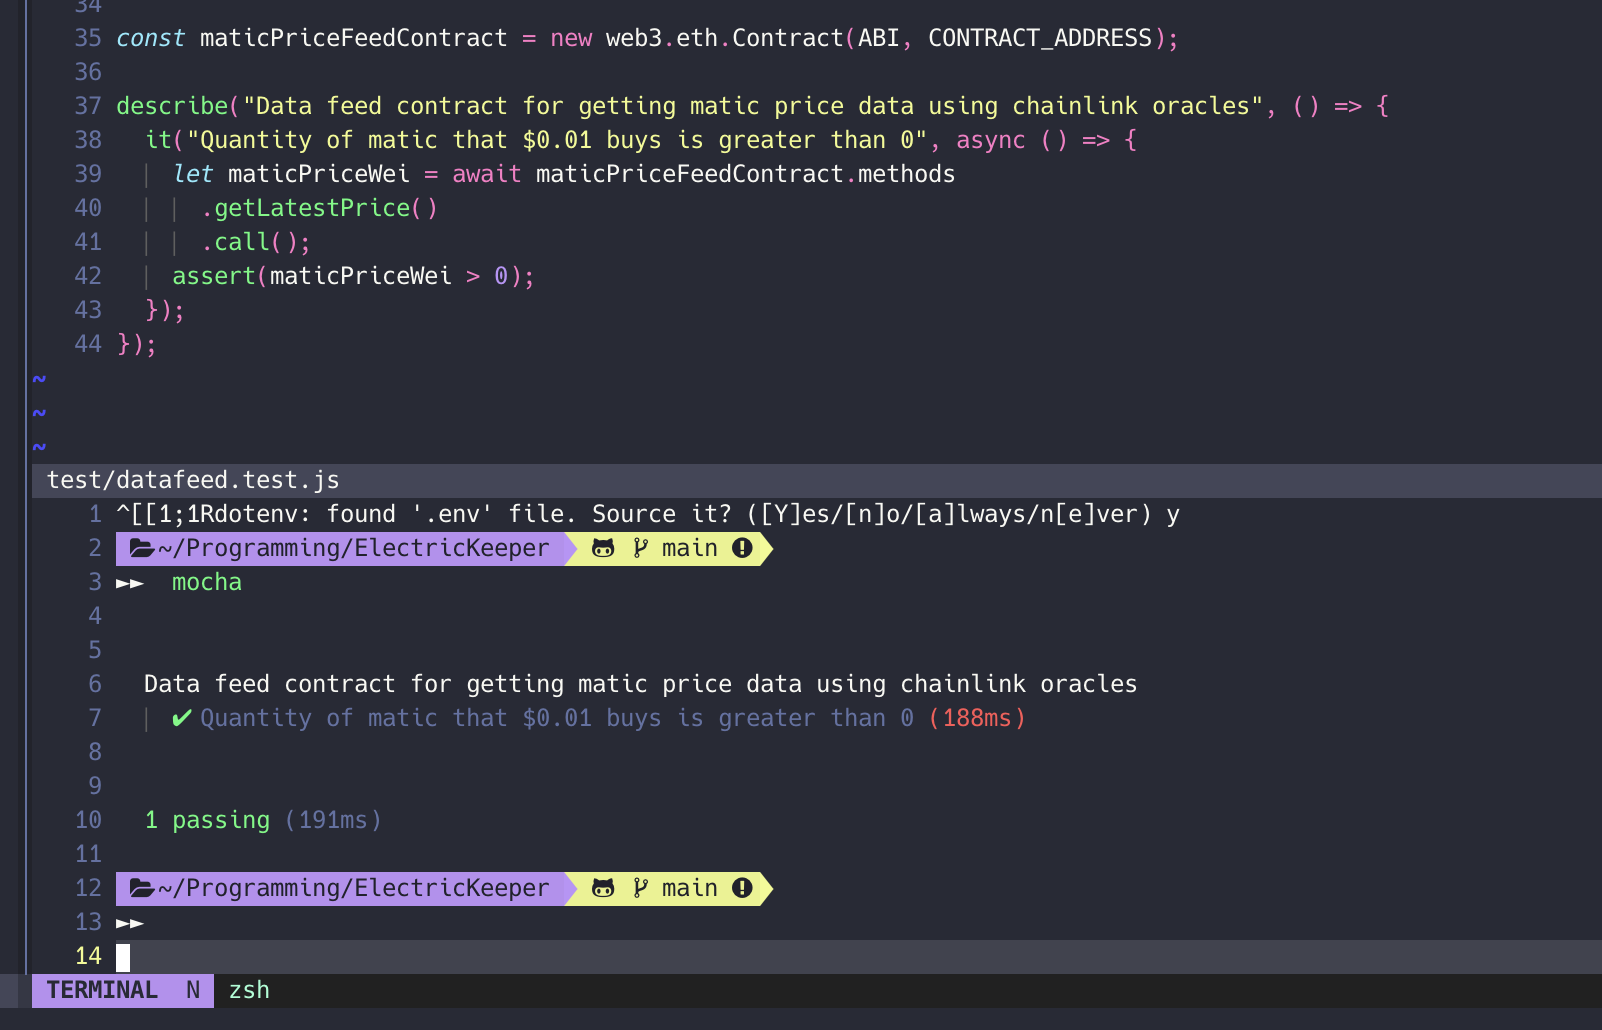 34
35 const maticPriceFeedContract = new web3.eth.Contract(ABI, CONTRACT_ADDRESS);
36
37 describe("Data feed contract for getting matic price data using chainlink oracles", () => {
38   it("Quantity of matic that $0.01 buys is greater than 0", async () => {
39     let maticPriceWei = await maticPriceFeedContract.methods
40       .getLatestPrice()
41       .call();
42     assert(maticPriceWei > 0);
43   });
44 });
~
~
~
test/datafeed.test.js
1 ^[[1;1Rdotenv: found '.env' file. Source it? ([Y]es/[n]o/[a]lways/n[e]ver) y
2 ~/Programming/ElectricKeeper main
3 ►► mocha
4
5
6   Data feed contract for getting matic price data using chainlink oracles
7     ✔ Quantity of matic that $0.01 buys is greater than 0 (188ms)
8
9
10   1 passing (191ms)
11
12 ~/Programming/ElectricKeeper main
13 ►►
14
TERMINAL N zsh